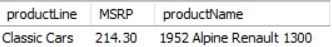 productLine MSRP productName
Classic Cars 214.30 1952 Alpine Renault 1300